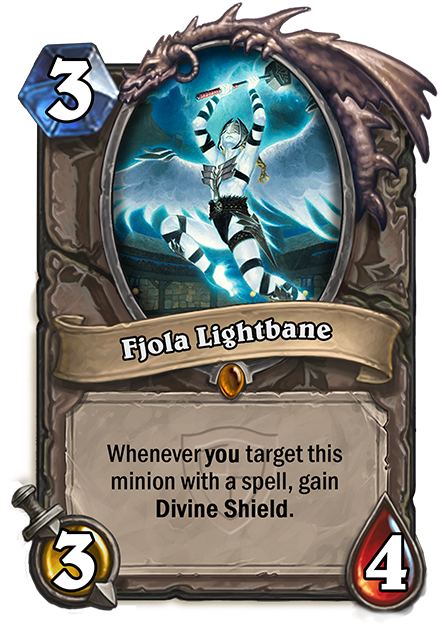 3
Fjola Lightbane
Whenever you target this
minion with a spell, gain
Divine Shield.
3
4